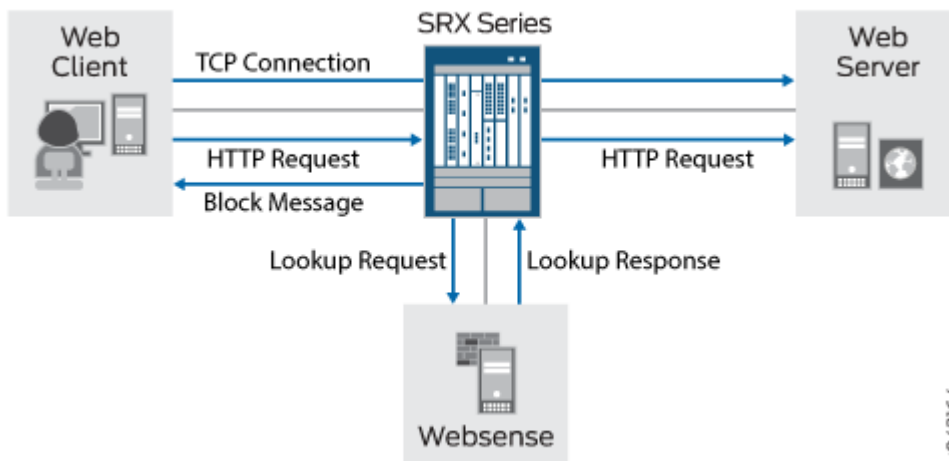 SRX Series
Web
Client
Web
Server
TCP Connection
HTTP Request
HTTP Request
Block Message
Lookup Request
Lookup Response
Websense